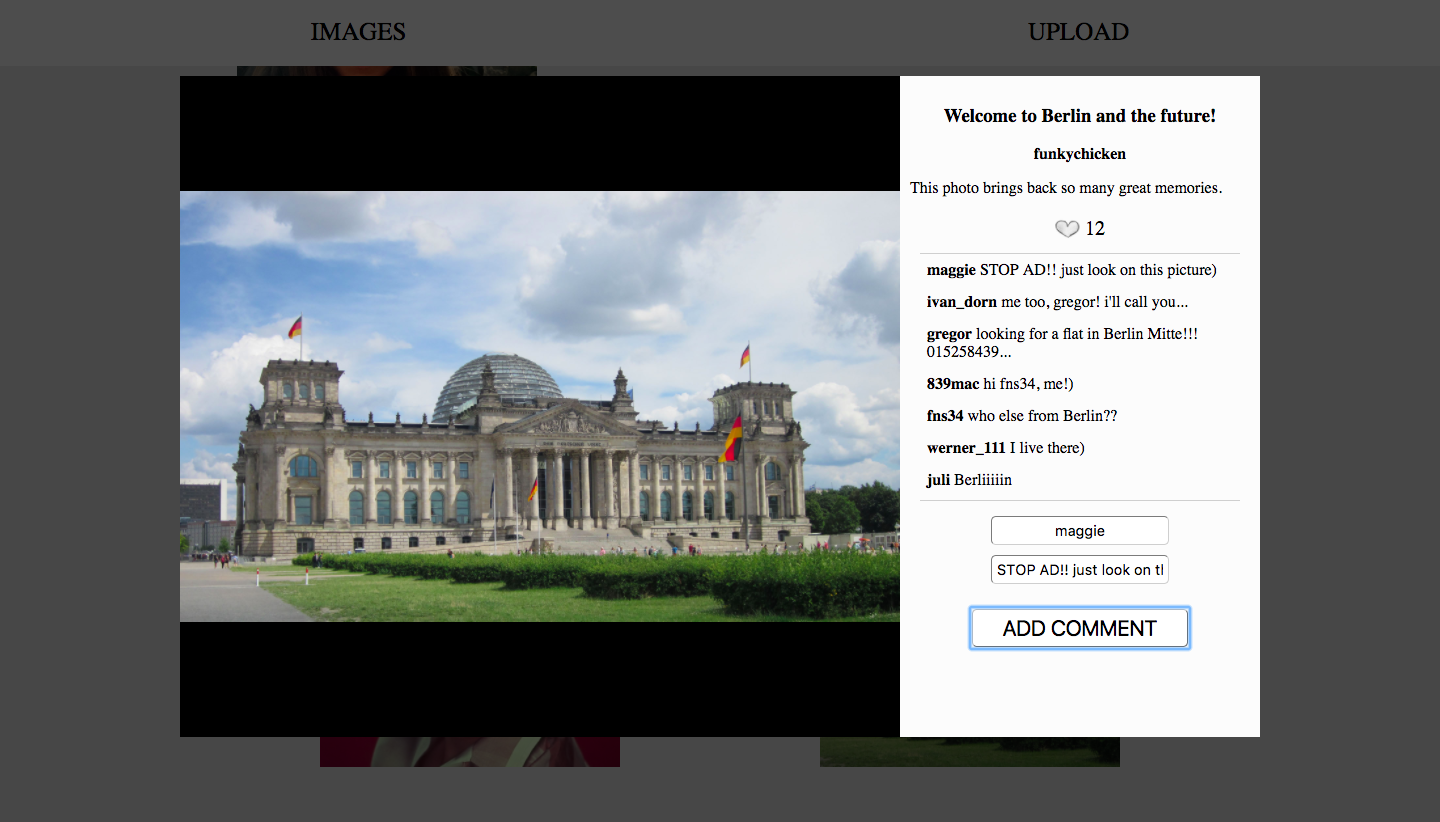 IMAGES
UPLOAD
Welcome to Berlin and the future!
funkychicken
This photo brings back so many great memories.
12
maggie STOP AD!! just look on this picture)
ivan_dorn me too, gregor! i'll call you...
gregor looking for a flat in Berlin Mitte!!!
015258439...
839mac hi fns34, me!)
fns34 who else from Berlin??
werner_111 I live there)
juli Berliiiiin
maggie
STOP AD!! just look on tl
ADD COMMENT